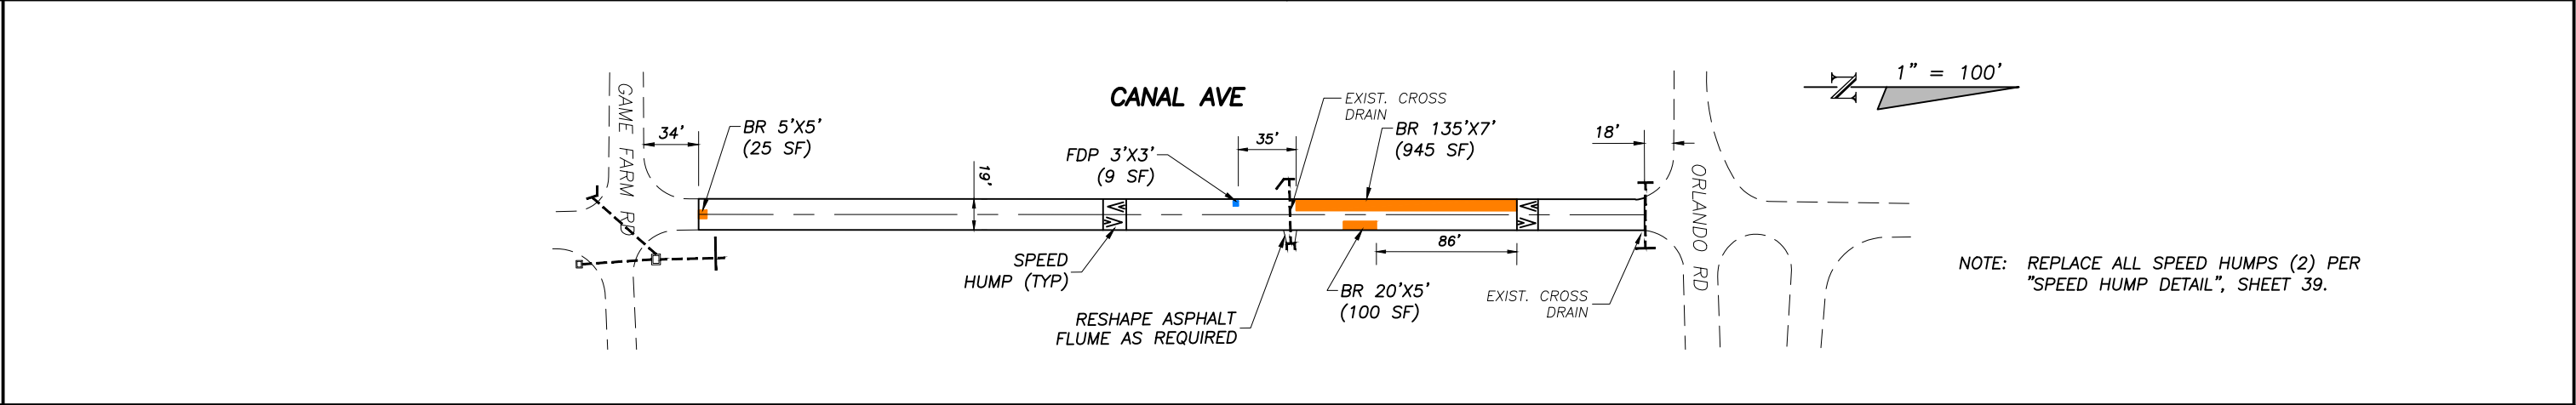 CANAL AVE
1" = 100'
GAME FARM RD
34'
BR 5'X5'
(25 SF)
19'
FDP 3'X3'
(9 SF)
35'
EXIST. CROSS
DRAIN
BR 135'X7'
(945 SF)
18'
ORLANDO RD
SPEED
HUMP (TYP)
RESHAPE ASPHALT
FLUME AS REQUIRED
86'
BR 20'X5'
(100 SF)
EXIST. CROSS
DRAIN
NOTE: REPLACE ALL SPEED HUMPS (2) PER
"SPEED HUMP DETAIL", SHEET 39.
Z